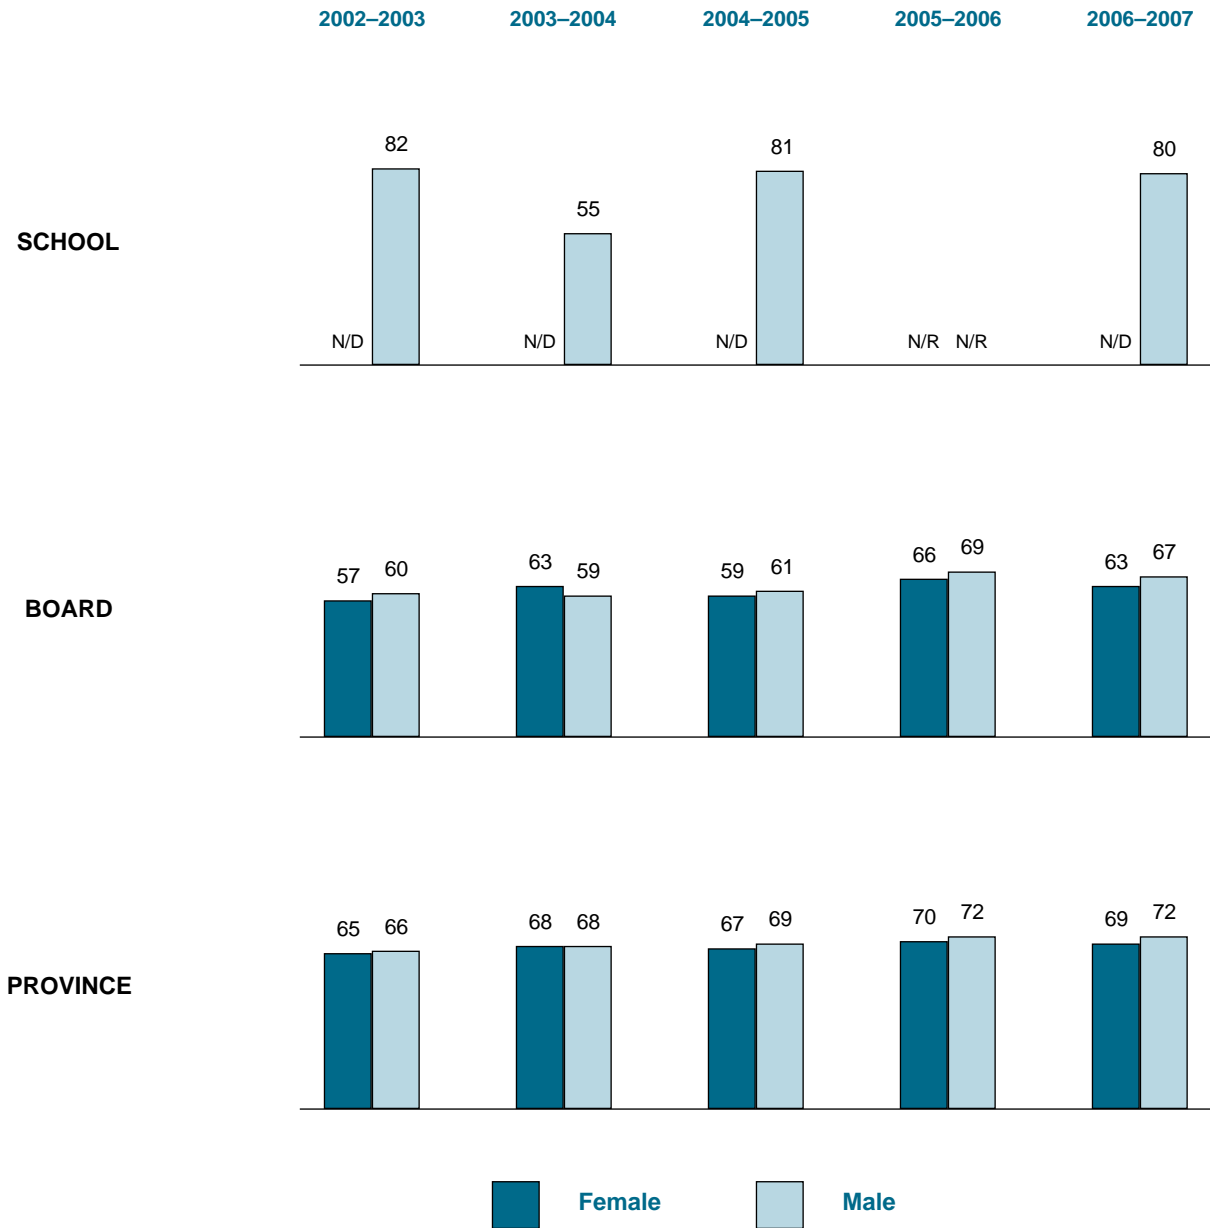 2002–2003 2003–2004 2004–2005 2005–2006 2006–2007
82 55 81 80
SCHOOL
N/D N/D N/D N/R N/R N/D
57 60 63 59 59 61 66 69 63 67
BOARD
65 66 68 68 67 69 70 72 69 72
PROVINCE
Female Male